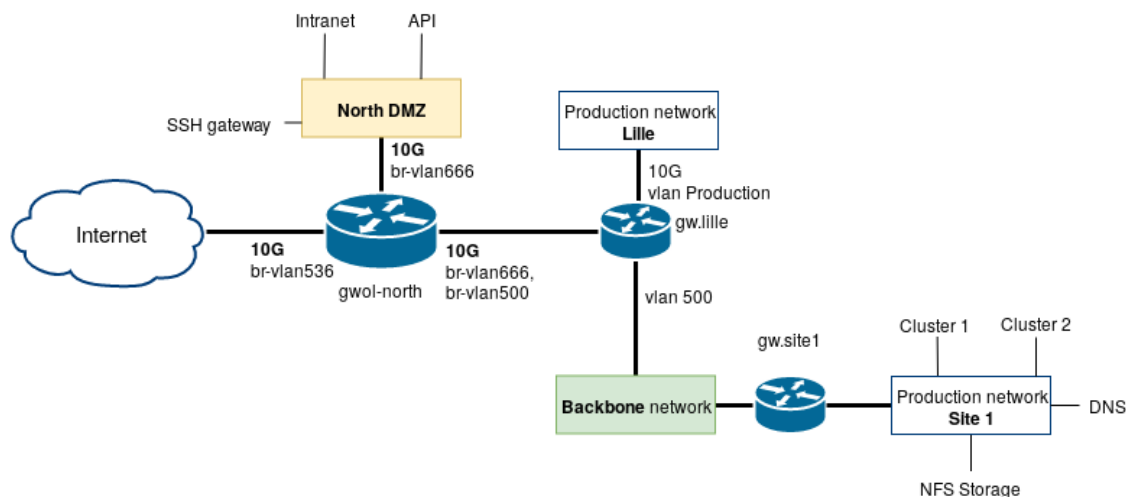 Intranet
API
North DMZ
SSH gateway
10G
br-vlan666
Production network
Lille
10G
vlan Production
gw.lille
Internet
10G
br-vlan536
gwol-north
10G
br-vlan666,
br-vlan500
vlan 500
Backbone network
gw.site1
Cluster 1
Cluster 2
Production network
Site 1
DNS
NFS Storage